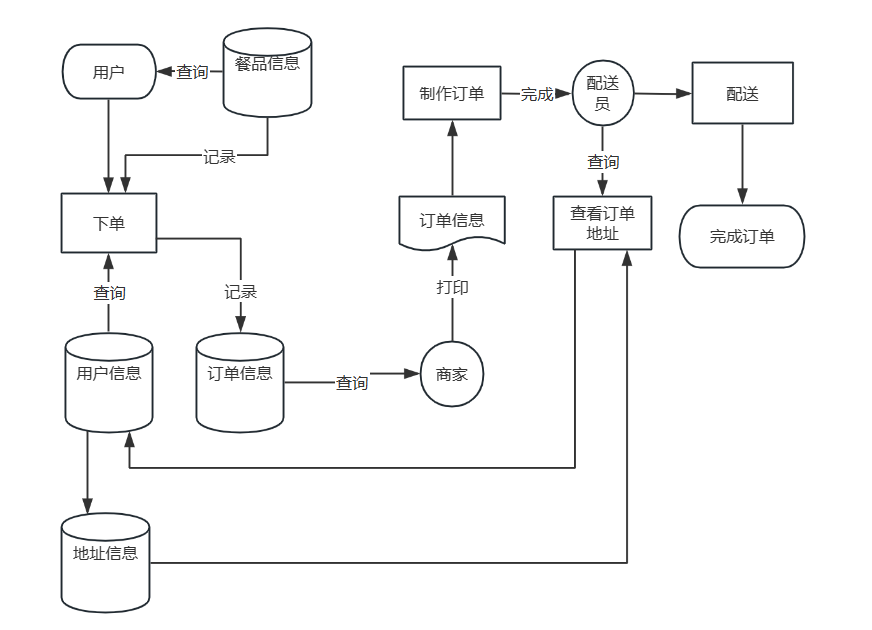 用户
查询
餐品信息
记录
下单
查询
用户信息
地址信息
记录
订单信息
查询
商家
打印
订单信息
制作订单
完成
配送
员
查询
查看订单
地址
配送
完成订单